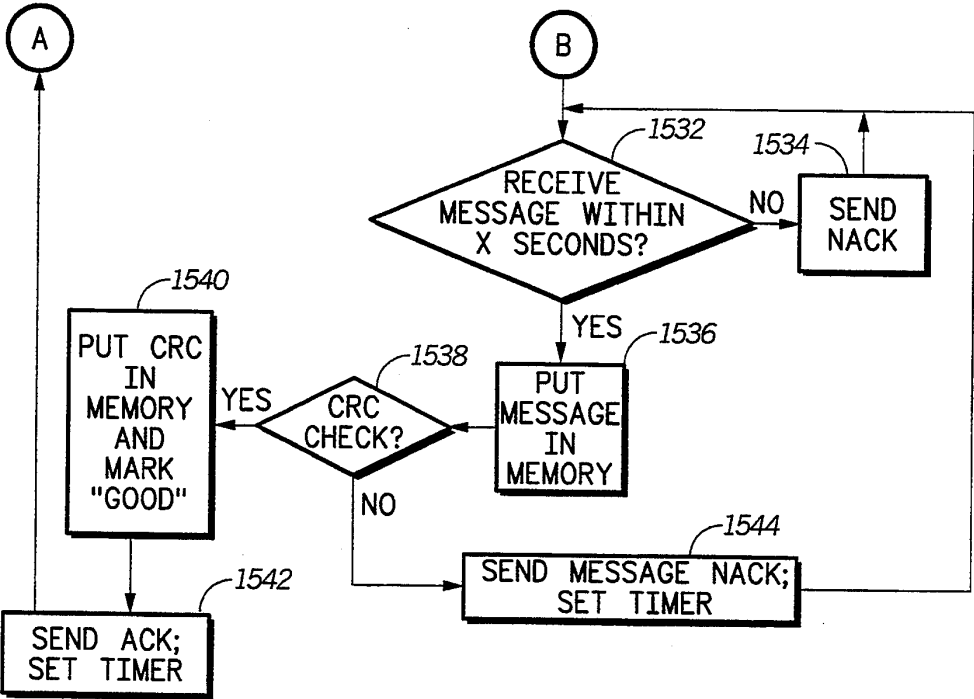 A
B
1532
RECEIVE
MESSAGE WITHIN
X SECONDS?
NO
1534
SEND
NACK
YES
1536
PUT
MESSAGE
IN
MEMORY
1538
CRC
CHECK?
YES
1540
PUT CRC
IN
MEMORY
AND
MARK
"GOOD"
NO
1544
SEND MESSAGE NACK;
SET TIMER
1542
SEND ACK;
SET TIMER